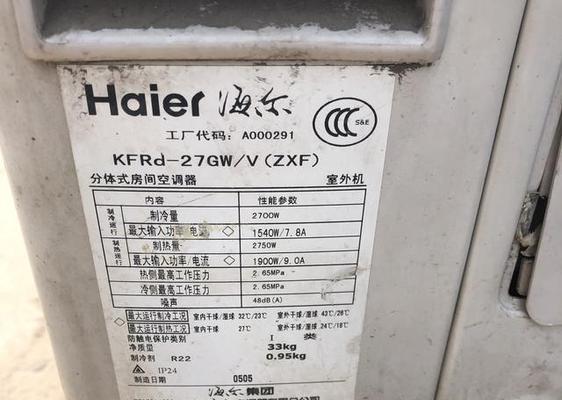 Haier 海尔
S&E
工厂代码: A000291
KFRd-27GW/V(ZXF)
分体式房间空调器 室外机
内容 性能参数
制冷运行 制冷量 2700W
最大输入功率/电流 1540W/7.8A
制热运行 制热量 2750W
最大输入功率/电流 1900W/9.0A
热侧最高工作压力 2.65MPa
冷侧最高工作压力 2.65MPa
噪声 48dB(A)
最大运行制冷工况 室内干球/湿球 32℃/23℃ 室外干球/湿球 43℃/26℃
最大运行制热工况 室内干球 27℃ 室外干球/湿球 24℃/18℃
防触电保护类别 I 类
净质量 33kg
制冷剂 R22 0.95kg
IP24
制造日期 0505
海尔集团